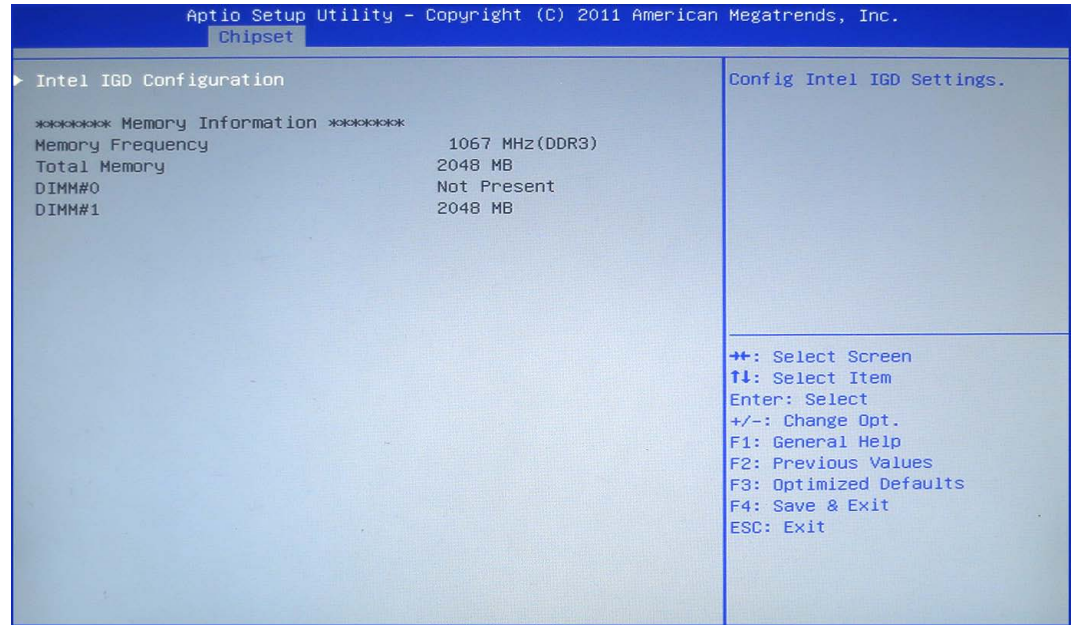 Aptio Setup Utility – Copyright (C) 2011 American Megatrends, Inc.
Chipset
► Intel IGD Configuration
******* Memory Information *******
Memory Frequency 1067 MHz(DDR3)
Total Memory 2048 MB
DIMM#0 Not Present
DIMM#1 2048 MB
Config Intel IGD Settings.
→←: Select Screen
↑↓: Select Item
Enter: Select
+/-: Change Opt.
F1: General Help
F2: Previous Values
F3: Optimized Defaults
F4: Save & Exit
ESC: Exit